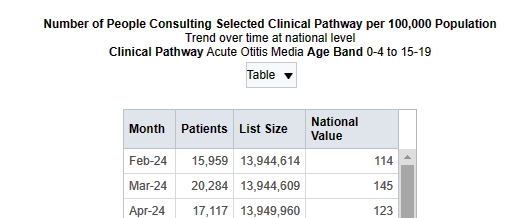 Number of People Consulting Selected Clinical Pathway per 100,000 Population
Trend over time at national level
Clinical Pathway Acute Otitis Media Age Band 0-4 to 15-19
Table
Month Patients List Size National Value
Feb-24 15,959 13,944,614 114
Mar-24 20,284 13,944,609 145
Apr-24 17,117 13,949,960 123